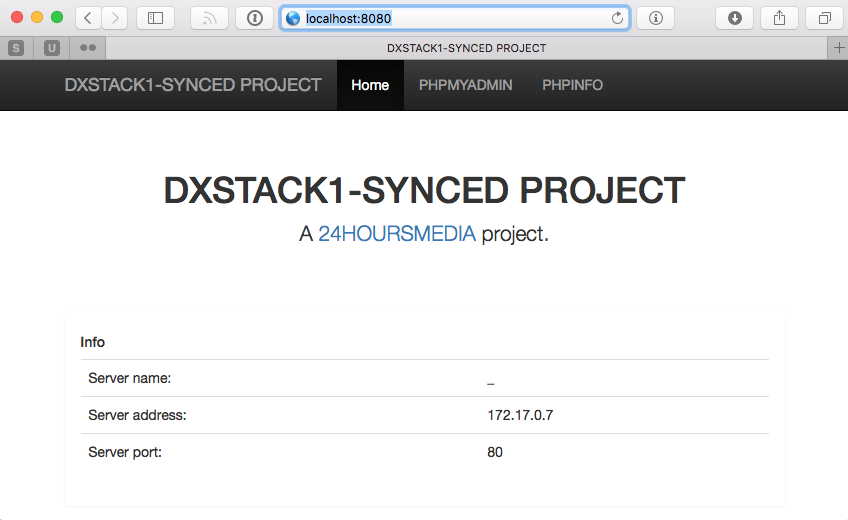 localhost:8080
S U DXSTACK1-SYNCED PROJECT
DXSTACK1-SYNCED PROJECT Home PHPMYADMIN PHPINFO
DXSTACK1-SYNCED PROJECT
A 24HOURSMEDIA project.
Info
Server name: _
Server address: 172.17.0.7
Server port: 80